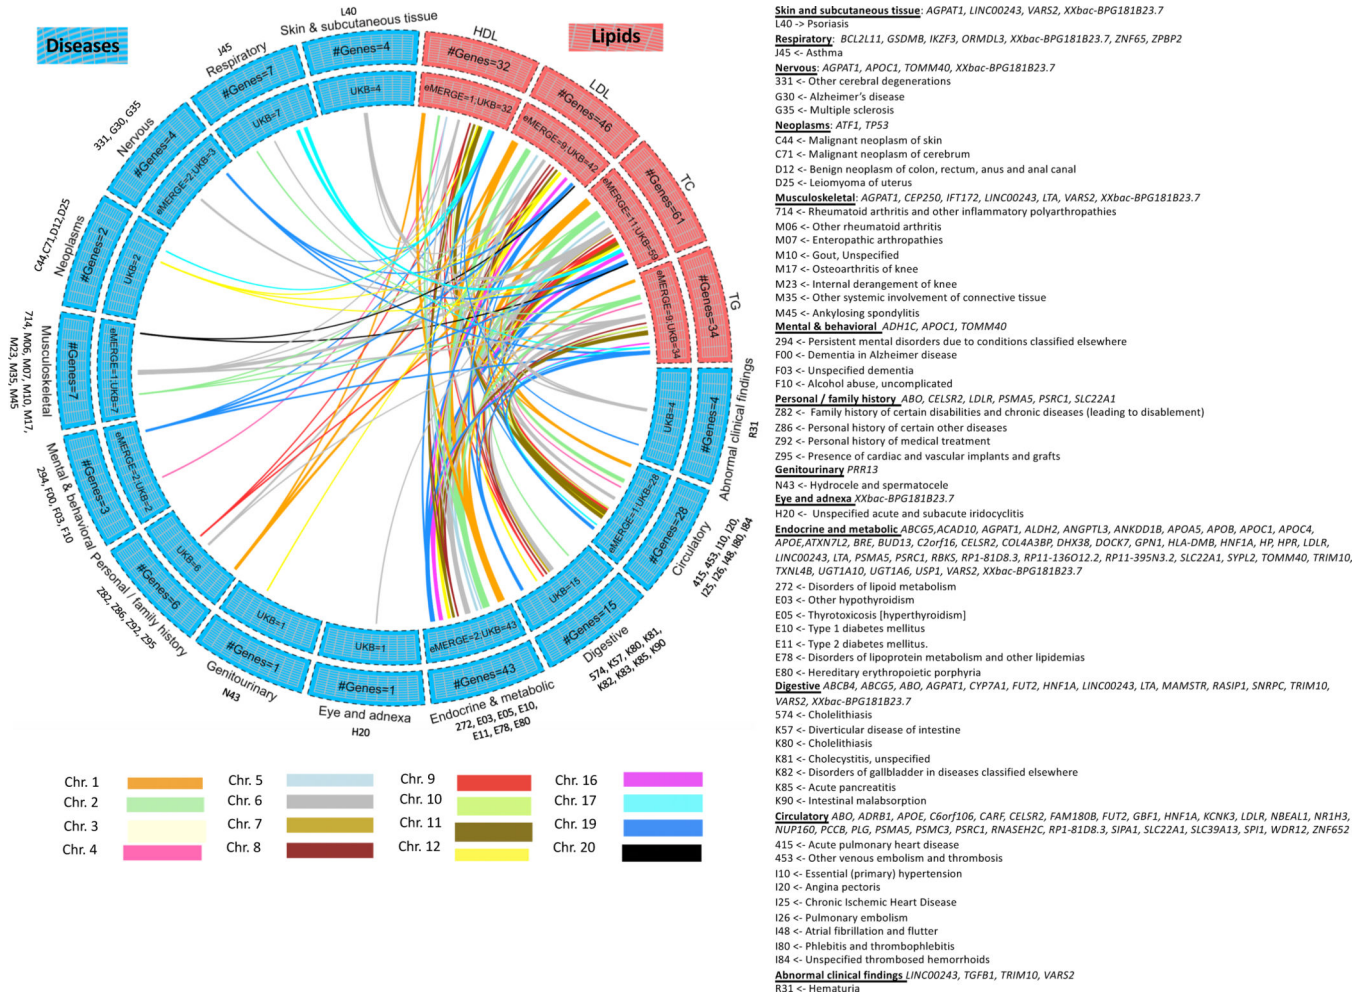 Diseases
Lipids
L40
Skin & subcutaneous tissue
#Genes=4
UKB=4
HDL
#Genes=32
eMERGE=1;UKB=32
LDL
#Genes=46
eMERGE=9;UKB=42
TC
#Genes=61
eMERGE=11;UKB=59
TG
#Genes=34
eMERGE=9;UKB=34
Abnormal clinical findings
R31
#Genes=4
UKB=4
Circulatory
415, 453, I10, I20,
I25, I26, I48, I80, I84
#Genes=28
eMERGE=1;UKB=28
Digestive
574, K57, K80, K81,
K82, K83, K85, K90
#Genes=15
UKB=15
Endocrine & metabolic
272, E03, E05, E10,
E11, E78, E80
#Genes=43
eMERGE=2;UKB=43
Eye and adnexa
H20
#Genes=1
UKB=1
Genitourinary
N43
#Genes=1
UKB=1
Personal / family history
Z82, Z86, Z92, Z95
#Genes=6
UKB=6
Mental & behavioral
Z94, F00, F03, F10
#Genes=3
eMERGE=2;UKB=2
Musculoskeletal
714, M06, M07, M10, M17,
M23, M35, M45
#Genes=7
eMERGE=1;UKB=7
Neoplasms
C44,C71,D12,D25
#Genes=2
UKB=2
Nervous
331, G30, G35
#Genes=4
eMERGE=2;UKB=3
Respiratory
J45
#Genes=7
UKB=7
Chr. 1
Chr. 2
Chr. 3
Chr. 4
Chr. 5
Chr. 6
Chr. 7
Chr. 8
Chr. 9
Chr. 10
Chr. 11
Chr. 12
Chr. 16
Chr. 17
Chr. 19
Chr. 20
Skin and subcutaneous tissue: AGPAT1, LINC00243, VARS2, XXbac-BPG181B23.7
L40 -> Psoriasis
Respiratory: BCL2L11, GSDMB, IKZF3, ORMDL3, XXbac-BPG181B23.7, ZNF65, ZPBP2
J45 <- Asthma
Nervous: AGPAT1, APOC1, TOMM40, XXbac-BPG181B23.7
331 <- Other cerebral degenerations
G30 <- Alzheimer's disease
G35 <- Multiple sclerosis
Neoplasms: ATF1, TP53
C44 <- Malignant neoplasm of skin
C71 <- Malignant neoplasm of cerebrum
D12 <- Benign neoplasm of colon, rectum, anus and anal canal
D25 <- Leiomyoma of uterus
Musculoskeletal: AGPAT1, CEP250, IFT172, LINC00243, LTA, VARS2, XXbac-BPG181B23.7
714 <- Rheumatoid arthritis and other inflammatory polyarthropathies
M06 <- Other rheumatoid arthritis
M07 <- Enteropathic arthropathies
M10 <- Gout, Unspecified
M17 <- Osteoarthritis of knee
M23 <- Internal derangement of knee
M35 <- Other systemic involvement of connective tissue
M45 <- Ankylosing spondylitis
Mental & behavioral ADH1C, APOC1, TOMM40
294 <- Persistent mental disorders due to conditions classified elsewhere
F00 <- Dementia in Alzheimer disease
F03 <- Unspecified dementia
F10 <- Alcohol abuse, uncomplicated
Personal / family history ABO, CELSR2, LDLR, PSMA5, PSRC1, SLC22A1
Z82 <- Family history of certain disabilities and chronic diseases (leading to disablement)
Z86 <- Personal history of certain other diseases
Z92 <- Personal history of medical treatment
Z95 <- Presence of cardiac and vascular implants and grafts
Genitourinary PRR13
N43 <- Hydrocele and spermatocele
Eye and adnexa XXbac-BPG181B23.7
H20 <- Unspecified acute and subacute iridocyclitis
Endocrine and metabolic ABCG5,ACAD10, AGPAT1, ALDH2, ANGPTL3, ANKDD1B, APOA5, APOB, APOC1, APOC4,
APOE,ATXN7L2, BRE, BUD13, C2orf16, CELSR2, COL4A3BP, DHX38, DOCK7, GPN1, HLA-DMB, HNF1A, HP, HPR, LDLR,
LINC00243, LTA, PSMA5, PSRC1, RBKS, RP1-81D8.3, RP11-136O12.2, RP11-395N3.2, SLC22A1, SYPL2, TOMM40, TRIM10,
TXNL4B, UGT1A10, UGT1A6, USP1, VARS2, XXbac-BPG181B23.7
272 <- Disorders of lipoid metabolism
E03 <- Other hypothyroidism
E05 <- Thyrotoxicosis [hyperthyroidism]
E10 <- Type 1 diabetes mellitus
E11 <- Type 2 diabetes mellitus.
E78 <- Disorders of lipoprotein metabolism and other lipidemias
E80 <- Hereditary erythropoietic porphyria
Digestive ABCB4, ABCG5, ABO, AGPAT1, CYP7A1, FUT2, HNF1A, LINC00243, LTA, MAMSTR, RASIP1, SNRPC, TRIM10,
VARS2, XXbac-BPG181B23.7
574 <- Cholelithiasis
K57 <- Diverticular disease of intestine
K80 <- Cholelithiasis
K81 <- Cholecystitis, unspecified
K82 <- Disorders of gallbladder in diseases classified elsewhere
K85 <- Acute pancreatitis
K90 <- Intestinal malabsorption
Circulatory ABO, ADRB1, APOE, C6orf106, CARF, CELSR2, FAM180B, FUT2, GBF1, HNF1A, KCNK3, LDLR, NBEAL1, NR1H3,
NUP160, PCCB, PLG, PSMA5, PSMC3, PSRC1, RNASEH2C, RP1-81D8.3, SIPA1, SLC22A1, SLC39A13, SPI1, WDR12, ZNF652
415 <- Acute pulmonary heart disease
453 <- Other venous embolism and thrombosis
I10 <- Essential (primary) hypertension
I20 <- Angina pectoris
I25 <- Chronic Ischemic Heart Disease
I26 <- Pulmonary embolism
I48 <- Atrial fibrillation and flutter
I80 <- Phlebitis and thrombophlebitis
I84 <- Unspecified thrombosed hemorrhoids
Abnormal clinical findings LINC00243, TGFB1, TRIM10, VARS2
R31 <- Hematuria